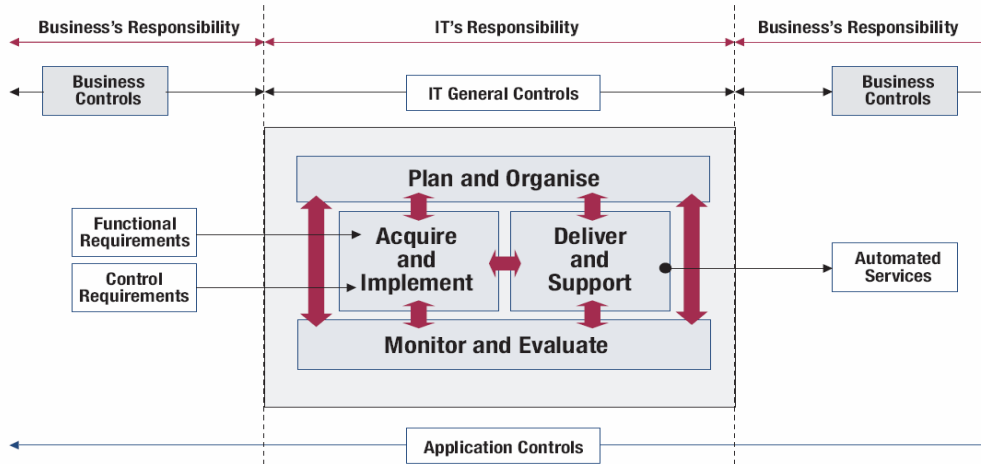 Business's Responsibility
IT's Responsibility
Business's Responsibility
Business
Controls
IT General Controls
Business
Controls
Plan and Organise
Functional
Requirements
Control
Requirements
Acquire
and
Implement
Deliver
and
Support
Automated
Services
Monitor and Evaluate
Application Controls